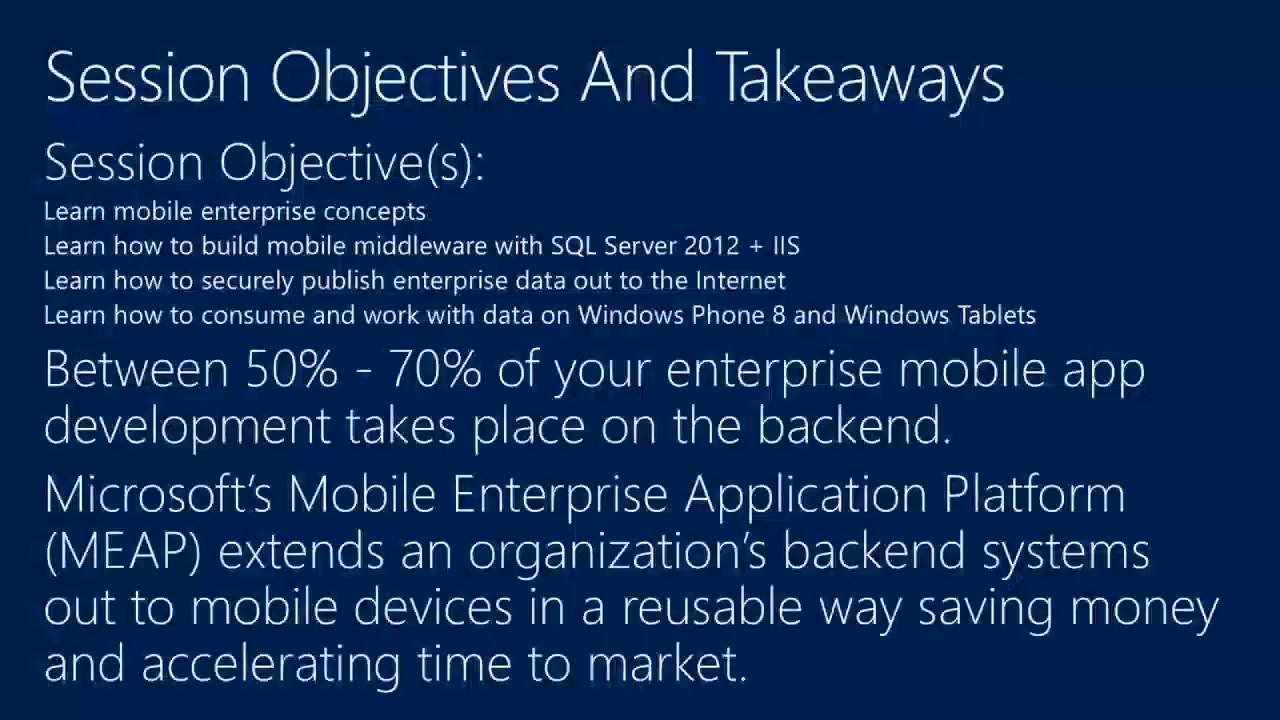 Session Objectives And Takeaways
Session Objective(s):
Learn mobile enterprise concepts
Learn how to build mobile middleware with SQL Server 2012 + IIS
Learn how to securely publish enterprise data out to the Internet
Learn how to consume and work with data on Windows Phone 8 and Windows Tablets
Between 50% - 70% of your enterprise mobile app
development takes place on the backend.
Microsoft’s Mobile Enterprise Application Platform
(MEAP) extends an organization’s backend systems
out to mobile devices in a reusable way saving money
and accelerating time to market.